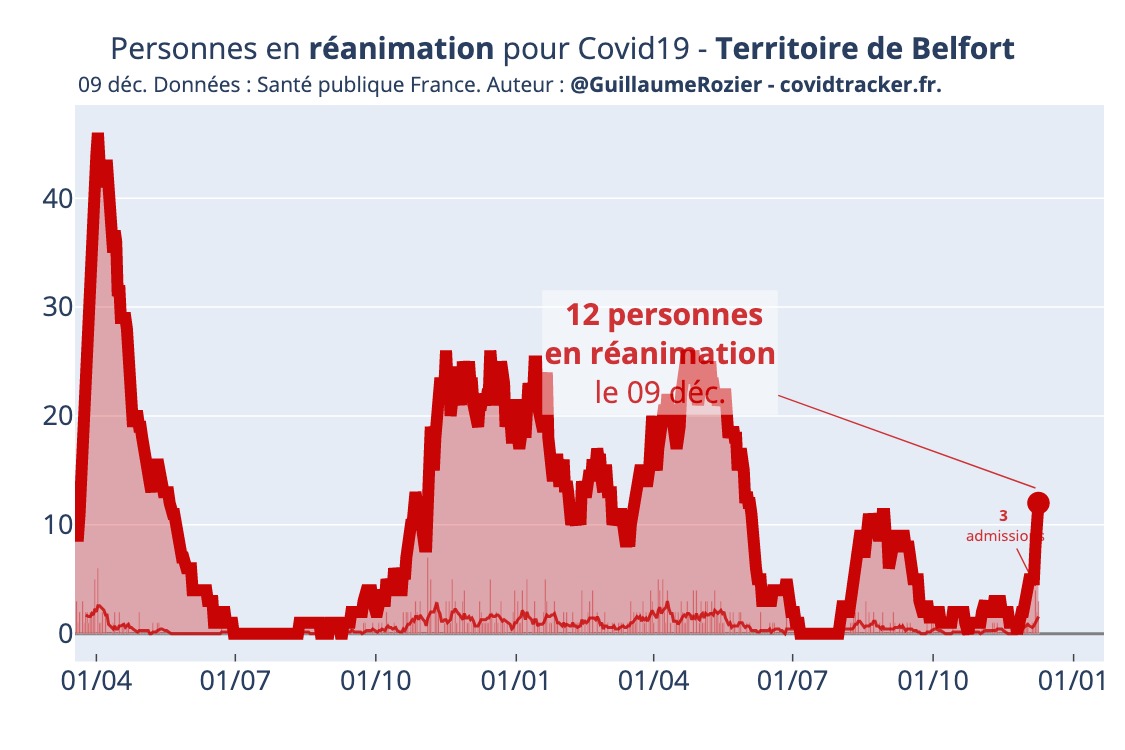 Personnes en réanimation pour Covid19 - Territoire de Belfort
09 déc. Données : Santé publique France. Auteur : @GuillaumeRozier - covidtracker.fr.
40
30
20
10
0
12 personnes
en réanimation
le 09 déc.
3
admissions
01/04
01/07
01/10
01/01
01/04
01/07
01/10
01/01